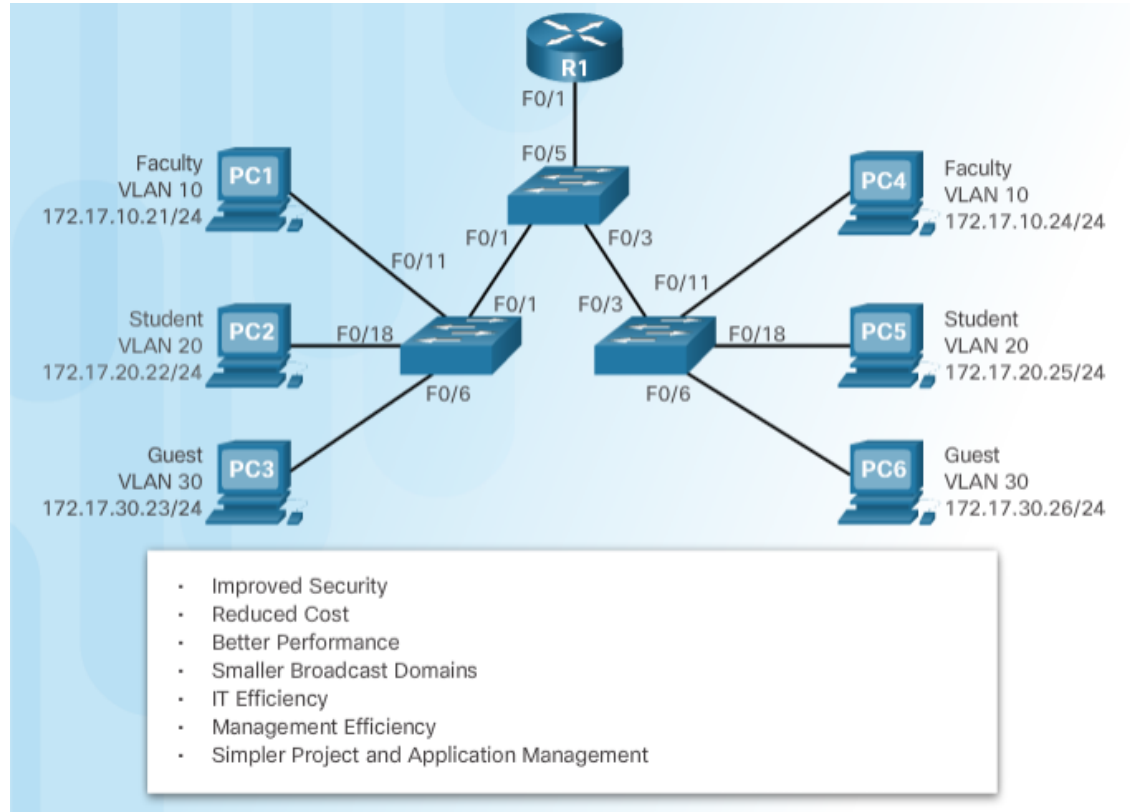 R1
F0/1
F0/5
Faculty
VLAN 10
172.17.10.21/24
PC1
PC4
Faculty
VLAN 10
172.17.10.24/24
F0/1
F0/3
F0/11
F0/11
F0/1
F0/3
Student
VLAN 20
172.17.20.22/24
PC2
F0/18
F0/18
PC5
Student
VLAN 20
172.17.20.25/24
F0/6
F0/6
Guest
VLAN 30
172.17.30.23/24
PC3
PC6
Guest
VLAN 30
172.17.30.26/24
· Improved Security
· Reduced Cost
· Better Performance
· Smaller Broadcast Domains
· IT Efficiency
· Management Efficiency
· Simpler Project and Application Management